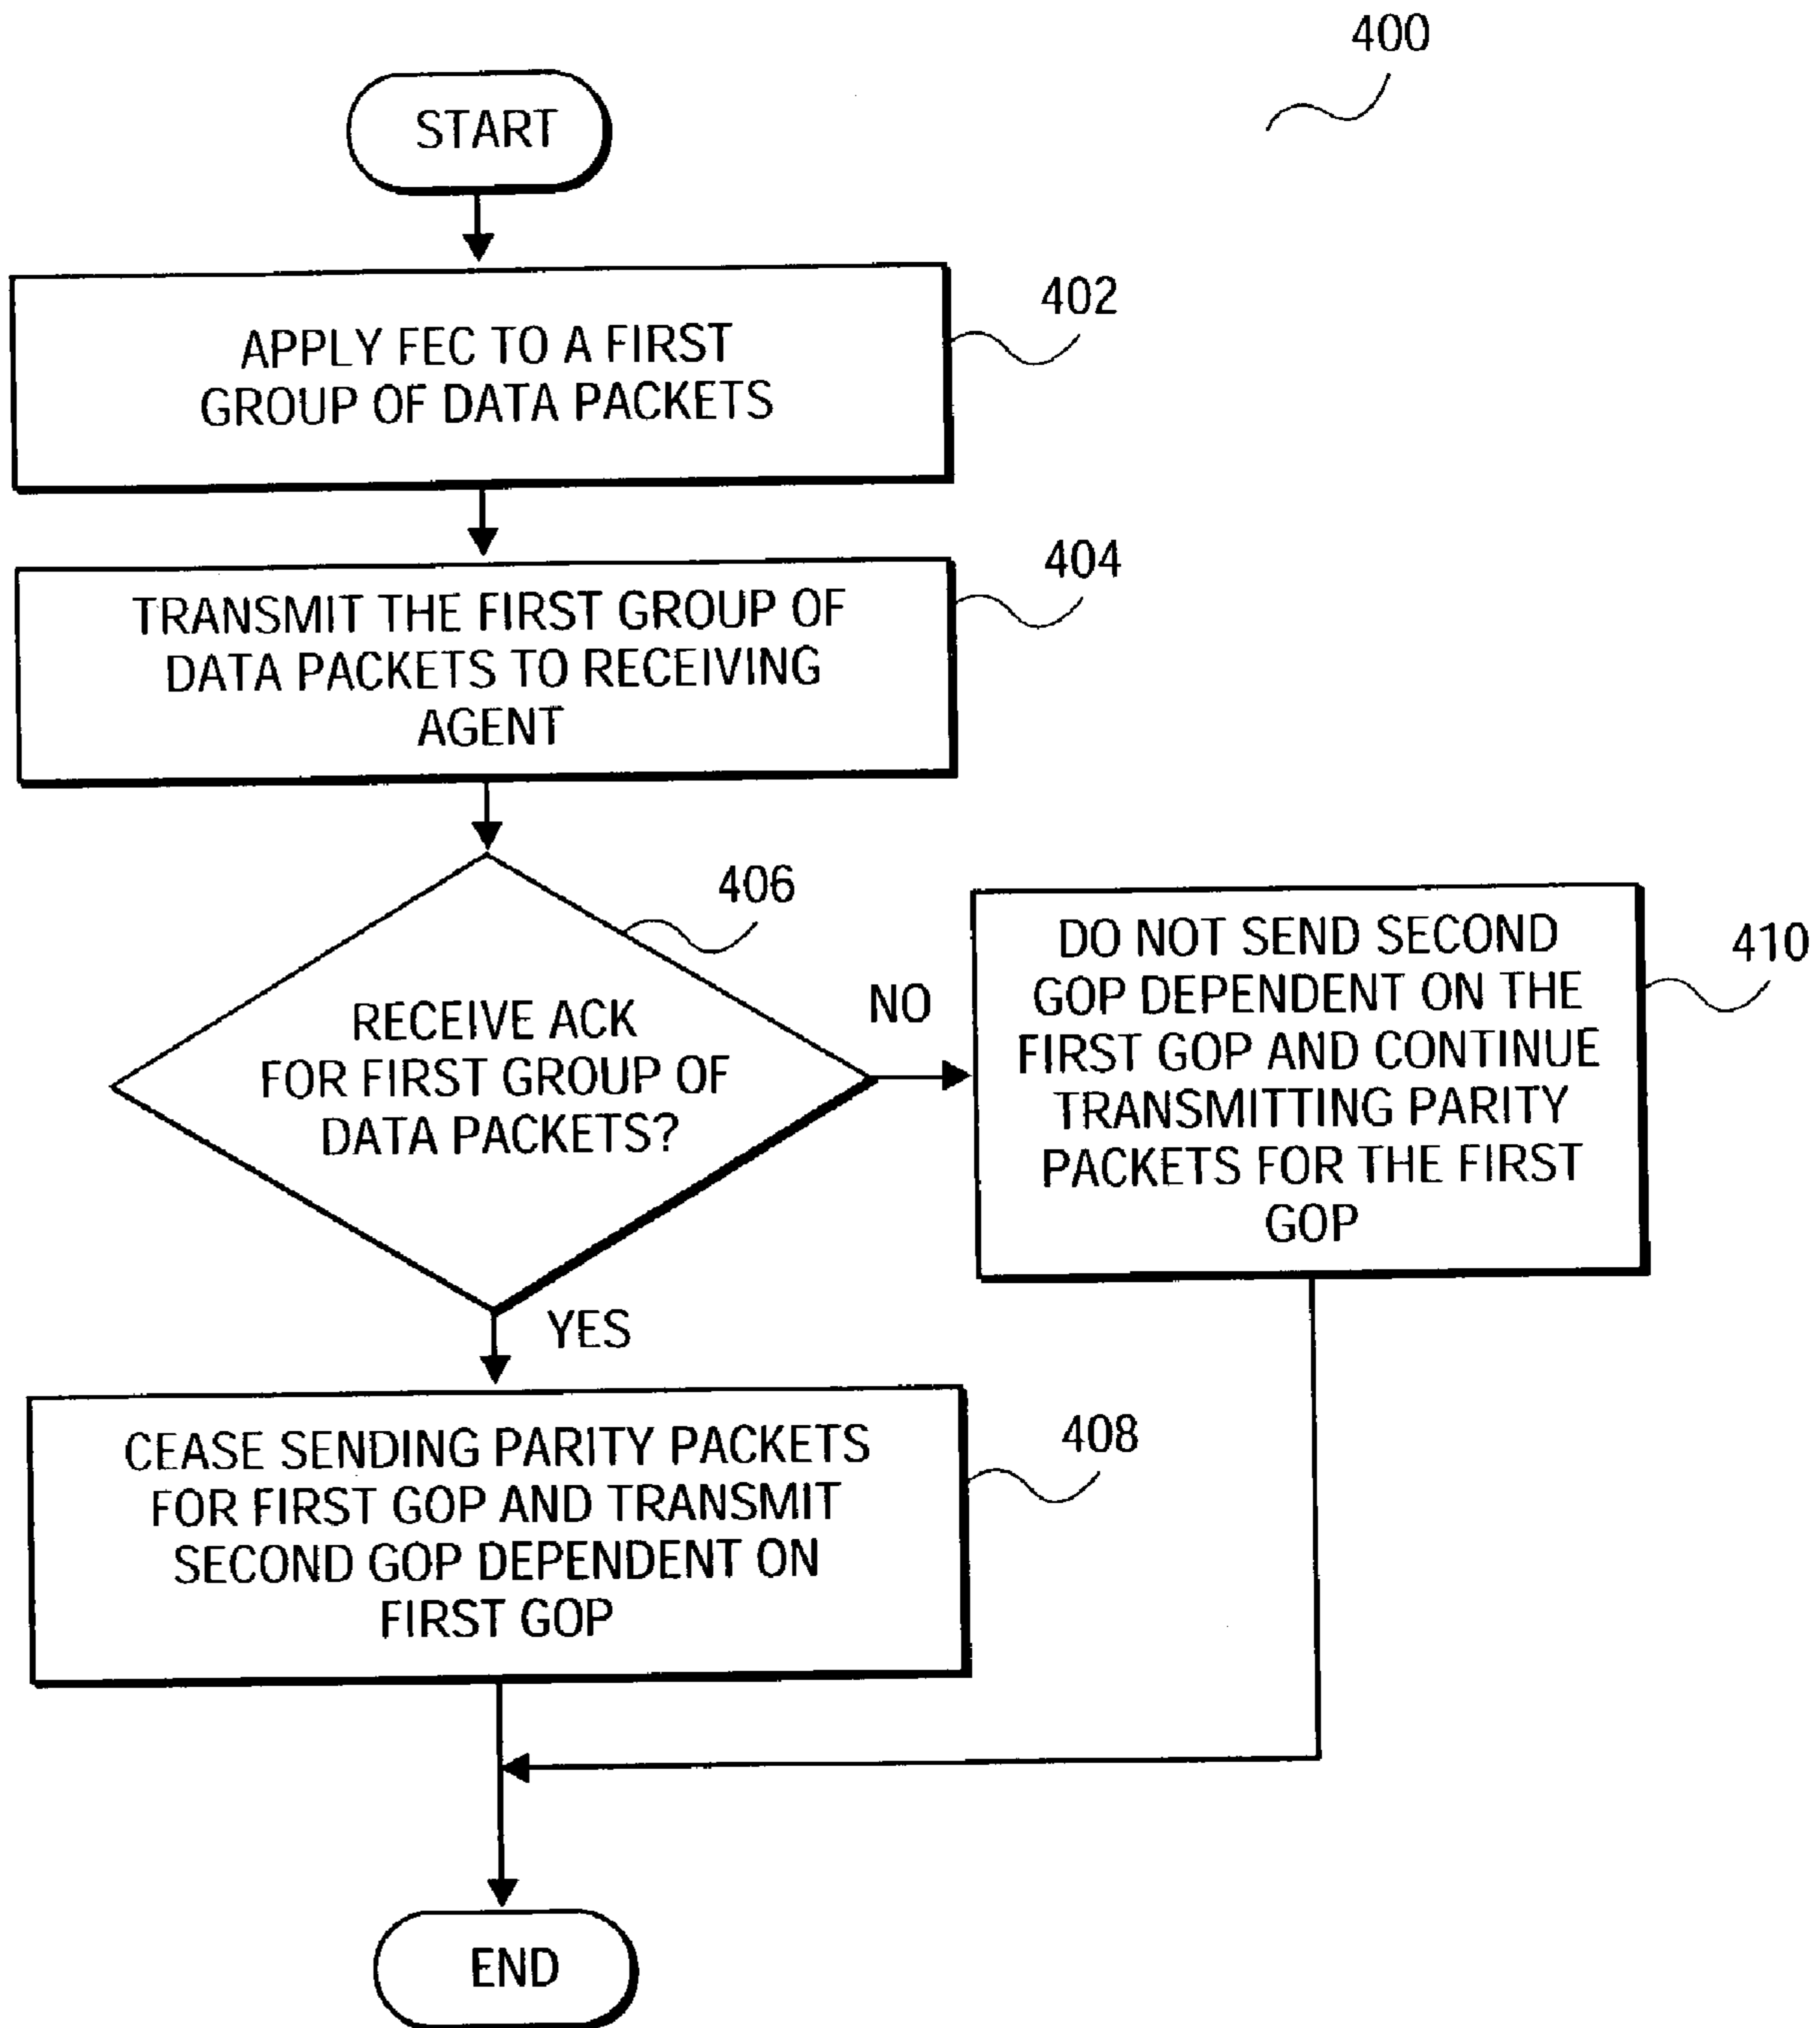 400
START
402
APPLY FEC TO A FIRST
GROUP OF DATA PACKETS
404
TRANSMIT THE FIRST GROUP OF
DATA PACKETS TO RECEIVING
AGENT
406
RECEIVE ACK
FOR FIRST GROUP OF
DATA PACKETS?
NO
410
DO NOT SEND SECOND
GOP DEPENDENT ON THE
FIRST GOP AND CONTINUE
TRANSMITTING PARITY
PACKETS FOR THE FIRST
GOP
YES
408
CEASE SENDING PARITY PACKETS
FOR FIRST GOP AND TRANSMIT
SECOND GOP DEPENDENT ON
FIRST GOP
END